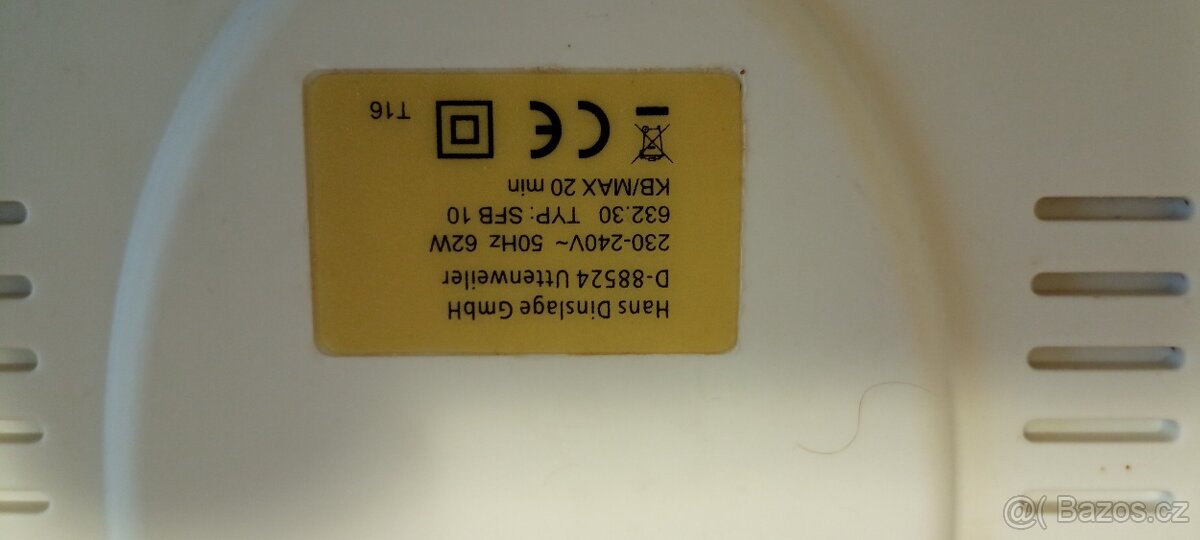 Hans Dinslage GmbH
D-88524 Uttenweiler
230-240V~ 50Hz 62W
632.30 TYP: SFB 10
KB/MAX 20 min
CE
T16
@( Bazos.cz